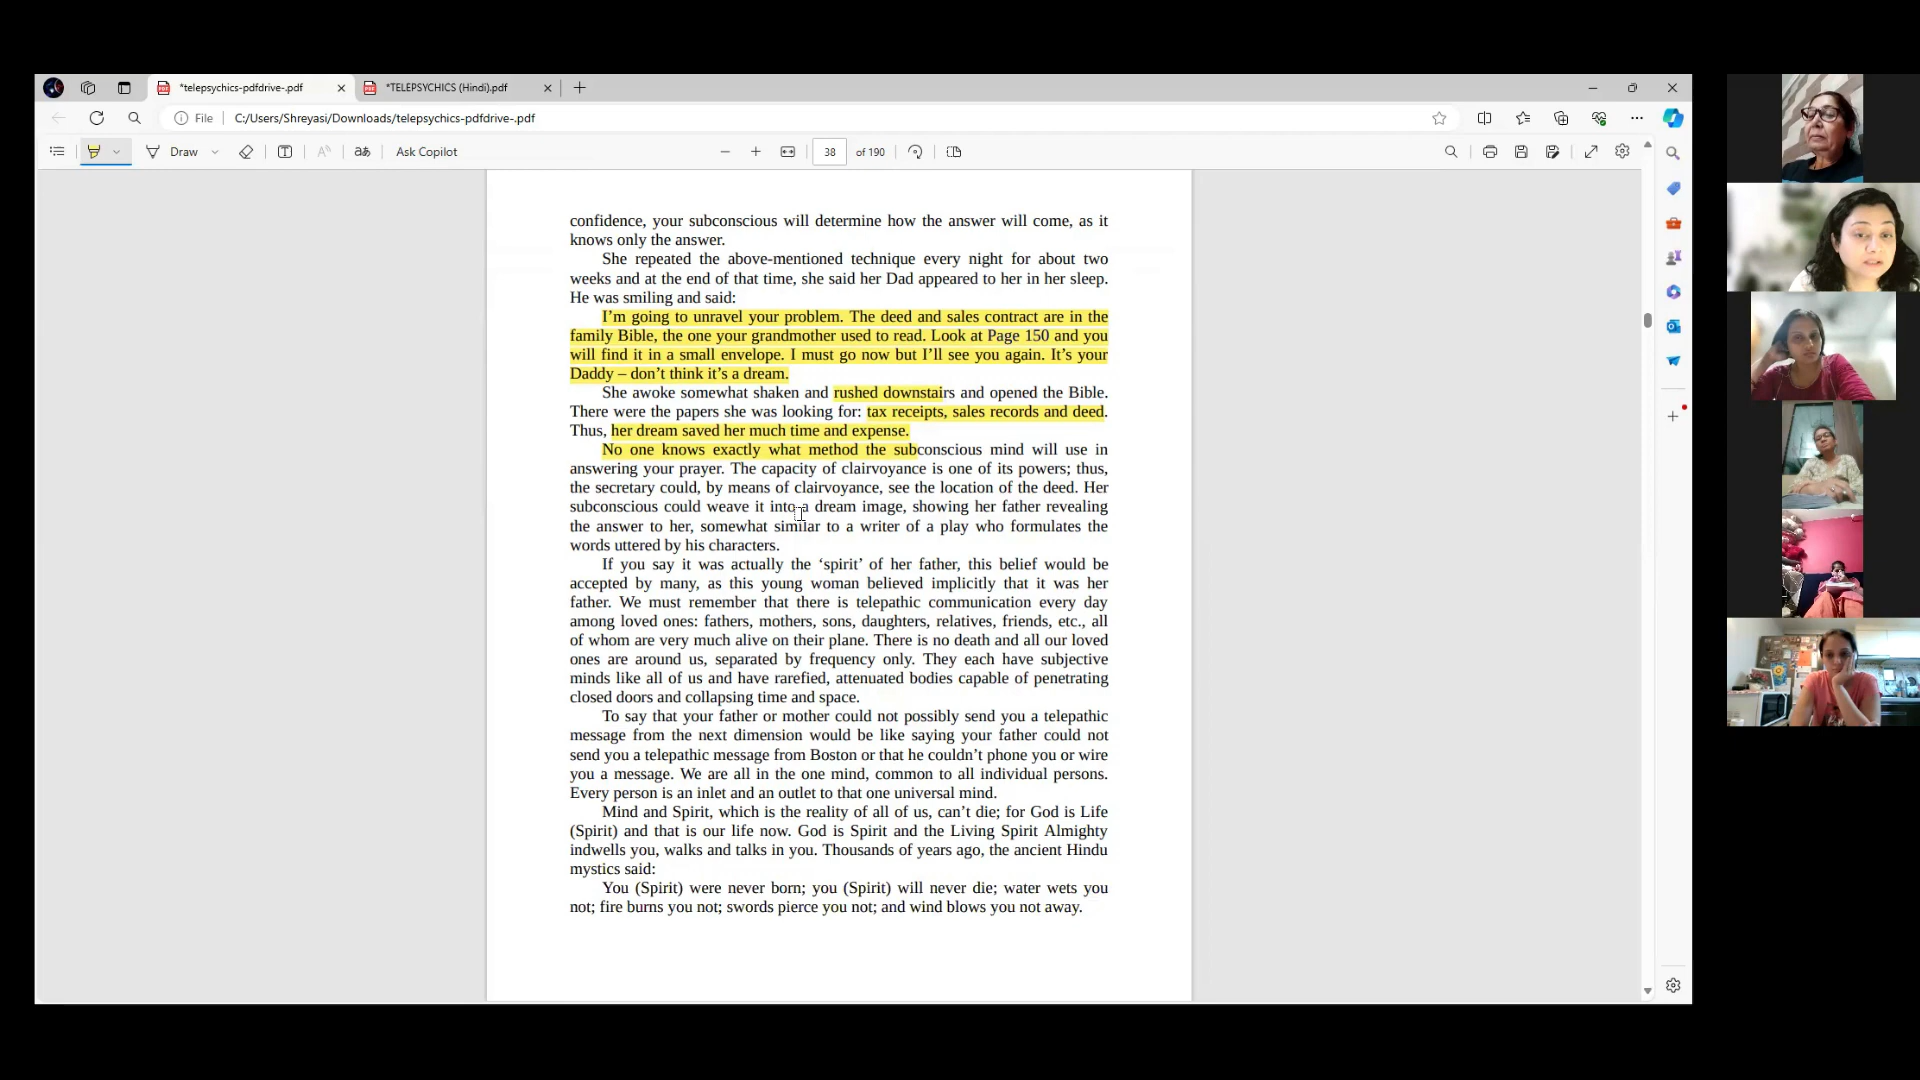 *telepsychics-pdfdrive-.pdf
*TELEPSYCHICS (Hindi).pdf
File C:/Users/Shreyasi/Downloads/telepsychics-pdfdrive-.pdf
Draw
Ask Copilot
38 of 190
confidence, your subconscious will determine how the answer will come, as it
knows only the answer.
She repeated the above-mentioned technique every night for about two
weeks and at the end of that time, she said her Dad appeared to her in her sleep.
He was smiling and said:
I’m going to unravel your problem. The deed and sales contract are in the
family Bible, the one your grandmother used to read. Look at Page 150 and you
will find it in a small envelope. I must go now but I’ll see you again. It’s your
Daddy – don’t think it’s a dream.
She awoke somewhat shaken and rushed downstairs and opened the Bible.
There were the papers she was looking for: tax receipts, sales records and deed.
Thus, her dream saved her much time and expense.
No one knows exactly what method the subconscious mind will use in
answering your prayer. The capacity of clairvoyance is one of its powers; thus,
the secretary could, by means of clairvoyance, see the location of the deed. Her
subconscious could weave it into a dream image, showing her father revealing
the answer to her, somewhat similar to a writer of a play who formulates the
words uttered by his characters.
If you say it was actually the ‘spirit’ of her father, this belief would be
accepted by many, as this young woman believed implicitly that it was her
father. We must remember that there is telepathic communication every day
among loved ones: fathers, mothers, sons, daughters, relatives, friends, etc., all
of whom are very much alive on their plane. There is no death and all our loved
ones are around us, separated by frequency only. They each have subjective
minds like all of us and have rarefied, attenuated bodies capable of penetrating
closed doors and collapsing time and space.
To say that your father or mother could not possibly send you a telepathic
message from the next dimension would be like saying your father could not
send you a telepathic message from Boston or that he couldn’t phone you or wire
you a message. We are all in the one mind, common to all individual persons.
Every person is an inlet and an outlet to that one universal mind.
Mind and Spirit, which is the reality of all of us, can’t die; for God is Life
(Spirit) and that is our life now. God is Spirit and the Living Spirit Almighty
indwells you, walks and talks in you. Thousands of years ago, the ancient Hindu
mystics said:
You (Spirit) were never born; you (Spirit) will never die; water wets you
not; fire burns you not; swords pierce you not; and wind blows you not away.